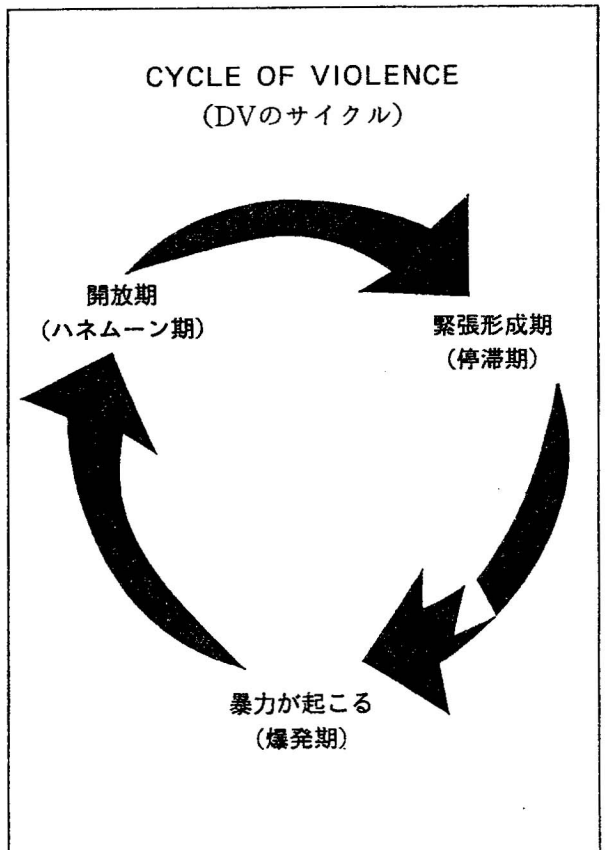 CYCLE OF VIOLENCE
(DVのサイクル)
開放期
(ハネムーン期)
緊張形成期
(停滞期)
暴力が起こる
(爆発期)